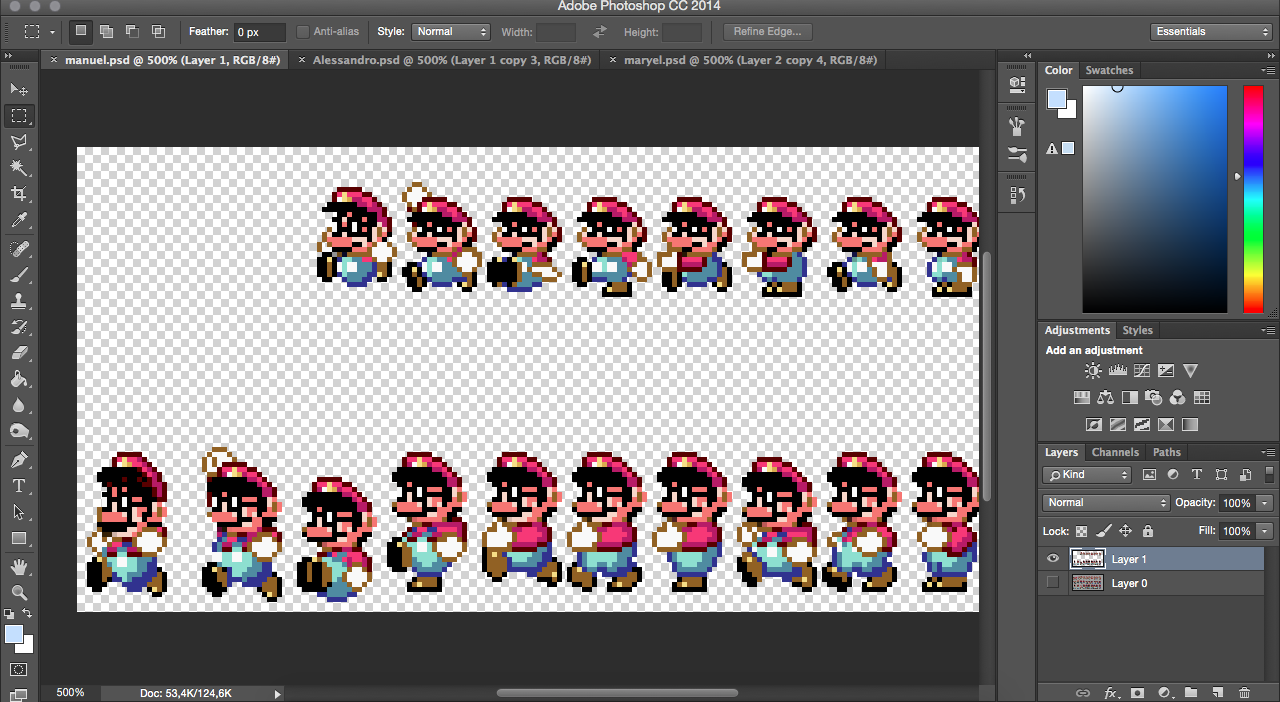 Adobe Photoshop CC 2014
Feather: 0 px Anti-alias Style: Normal Width: Height: Refine Edge... Essentials
manuel.psd @ 500% (Layer 1, RGB/8#) Alessandro.psd @ 500% (Layer 1 copy 3, RGB/8#) maryel.psd @ 500% (Layer 2 copy 4, RGB/8#)
Color Swatches
Adjustments Styles
Add an adjustment
Layers Channels Paths
Kind
Normal Opacity: 100%
Lock: Fill: 100%
Layer 1
Layer 0
500% Doc: 53,4K/124,6K